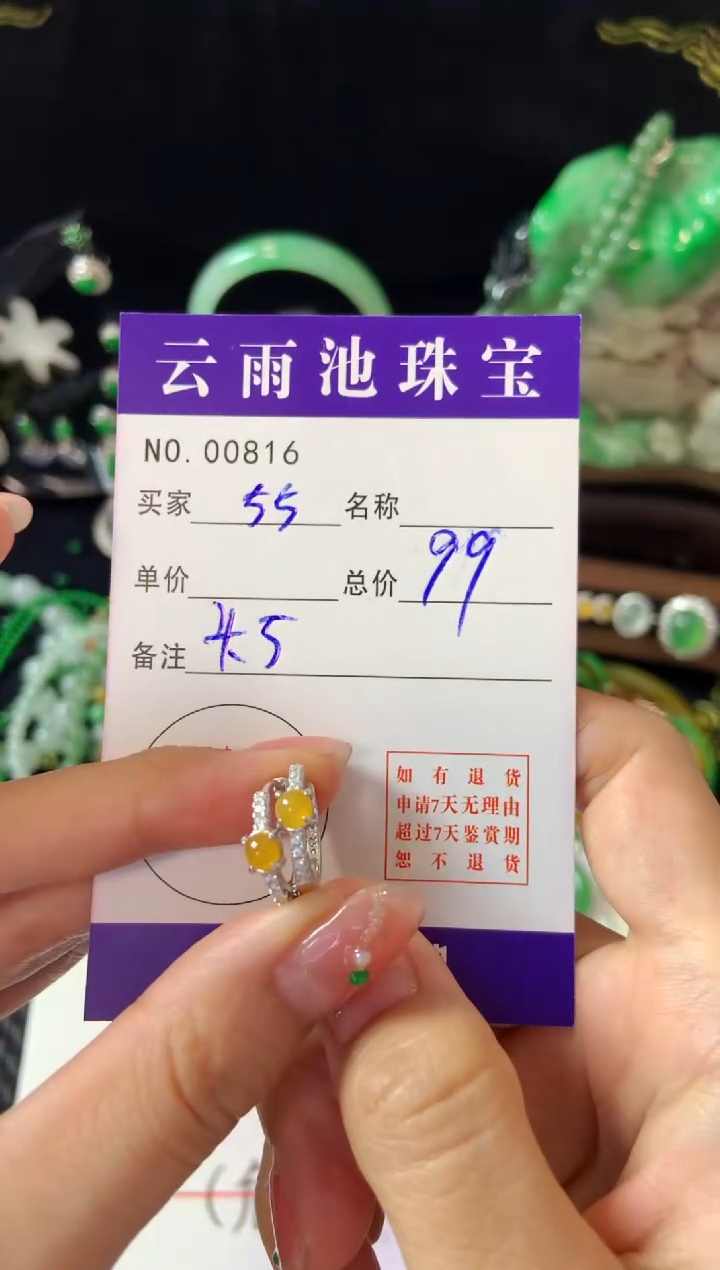 云雨池珠宝
NO. 00816
买家 55 名称
单价 总价 99
备注
如有退货
申请7天无理由
超过7天鉴赏期
恕不退货